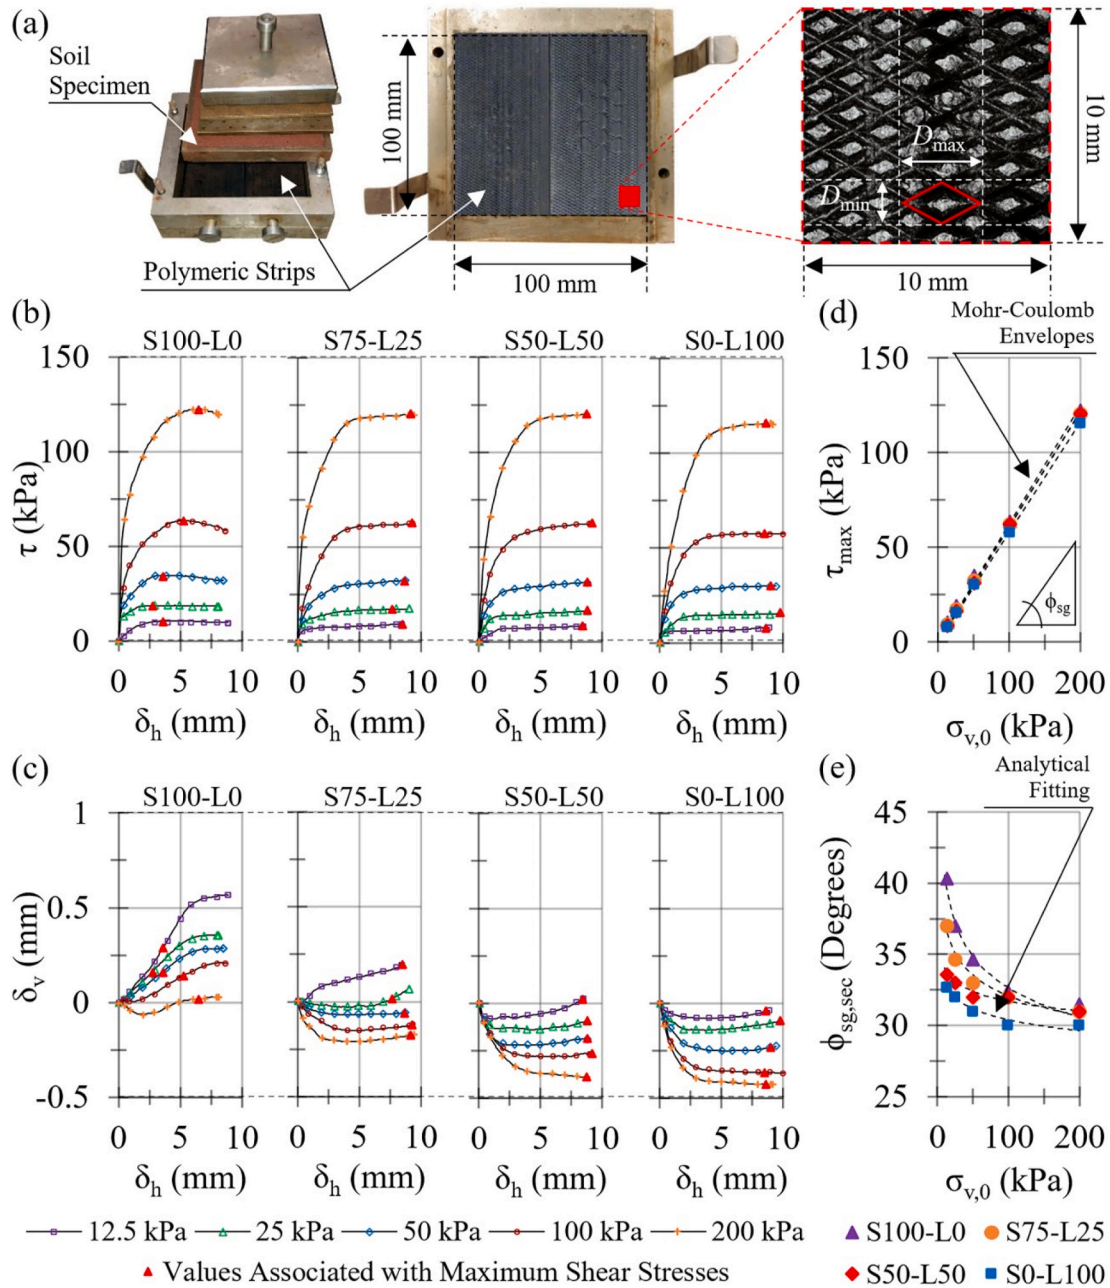 (a)
Soil
Specimen
Polymeric Strips
100 mm
100 mm
D_max
D_min
10 mm
10 mm
(b)
S100-L0
S75-L25
S50-L50
S0-L100
150
100
50
0
τ (kPa)
0 5 10
0 5 10
0 5 10
0 5 10
δ_h (mm)
δ_h (mm)
δ_h (mm)
δ_h (mm)
(d)
Mohr-Coulomb
Envelopes
150
100
50
0
τ_max (kPa)
ϕ_sg
0 100 200
σ_v,0 (kPa)
(c)
S100-L0
S75-L25
S50-L50
S0-L100
1
0.5
0
-0.5
δ_v (mm)
0 5 10
0 5 10
0 5 10
0 5 10
δ_h (mm)
δ_h (mm)
δ_h (mm)
δ_h (mm)
(e)
Analytical
Fitting
45
40
35
30
25
ϕ_sg,sec (Degrees)
0 100 200
σ_v,0 (kPa)
12.5 kPa 25 kPa 50 kPa 100 kPa 200 kPa
Values Associated with Maximum Shear Stresses
S100-L0 S75-L25
S50-L50 S0-L100